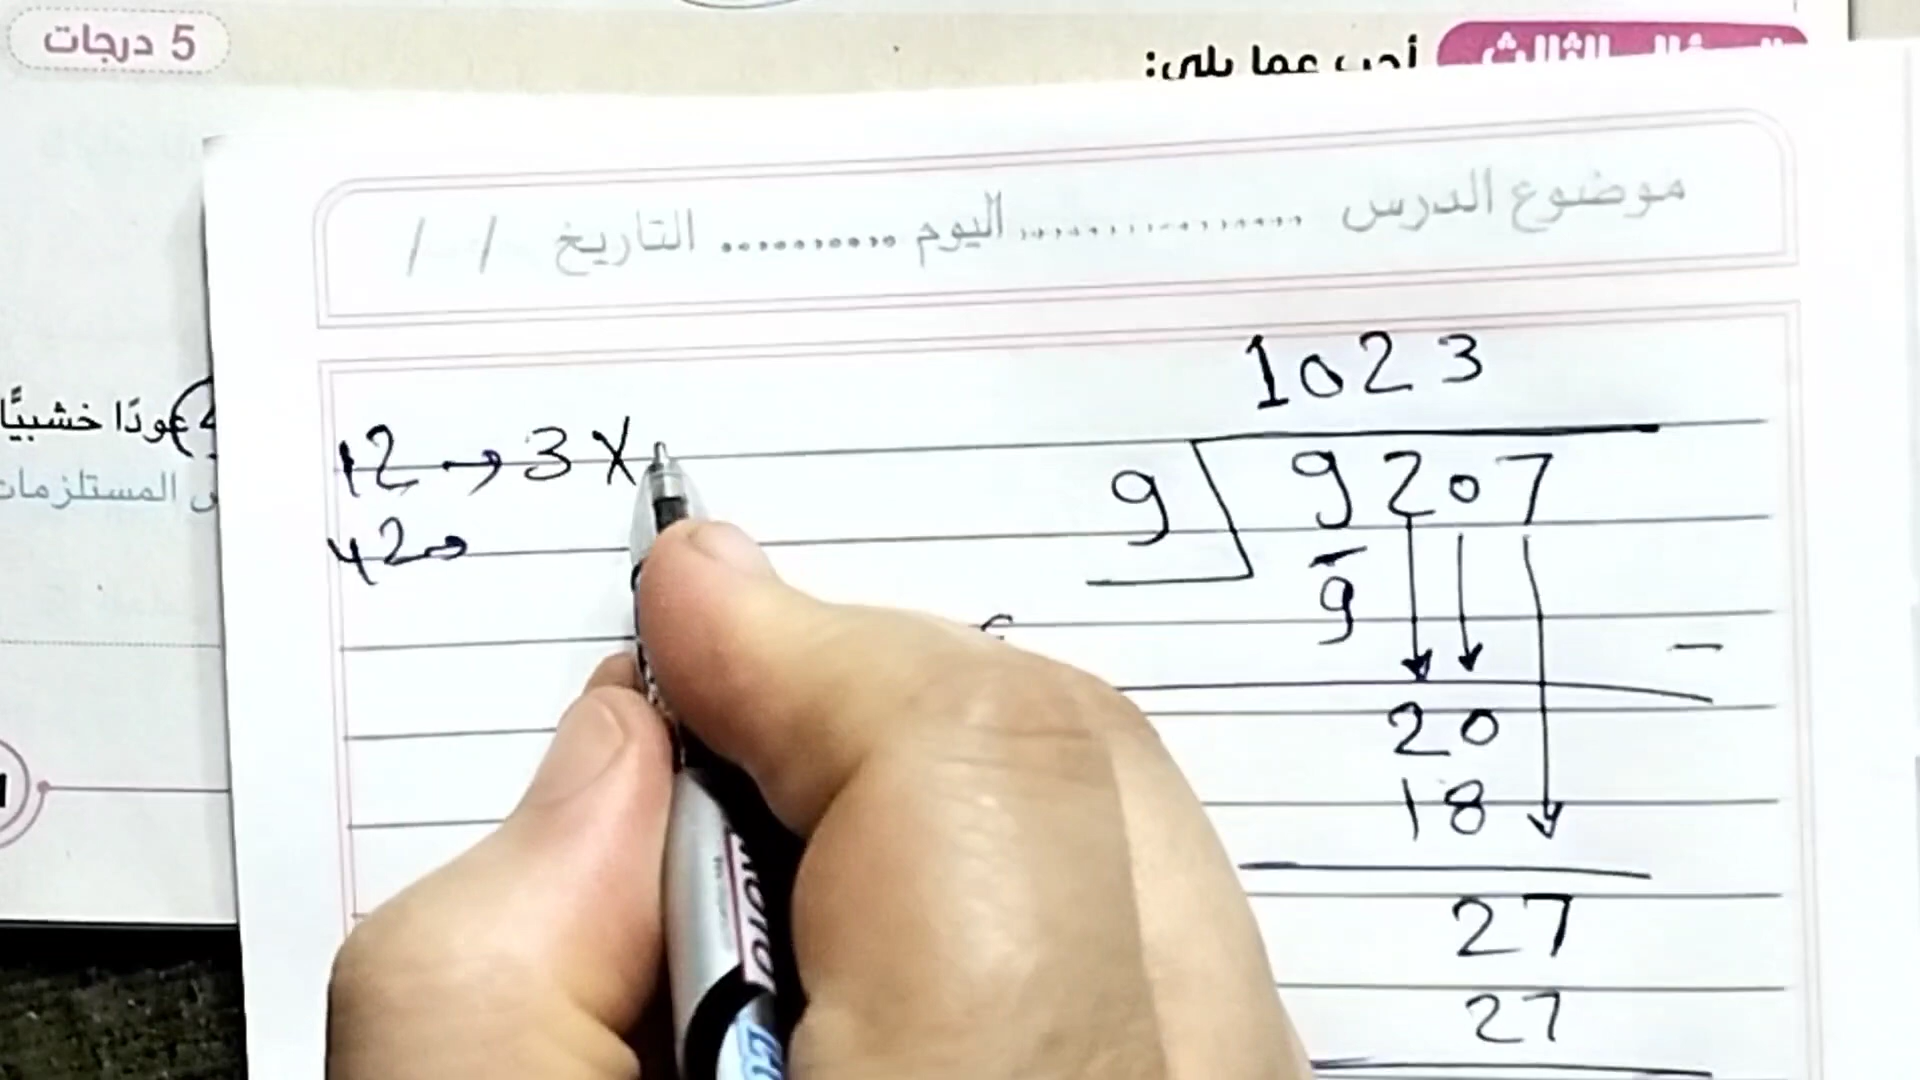 أجب عما يلي:
5 درجات
موضوع الدرس ................ اليوم .......... التاريخ / /
1023
9 9207
9
20
18
27
27
12 → 3 X
42 →
عودًا خشبيًّا
المستلزمات